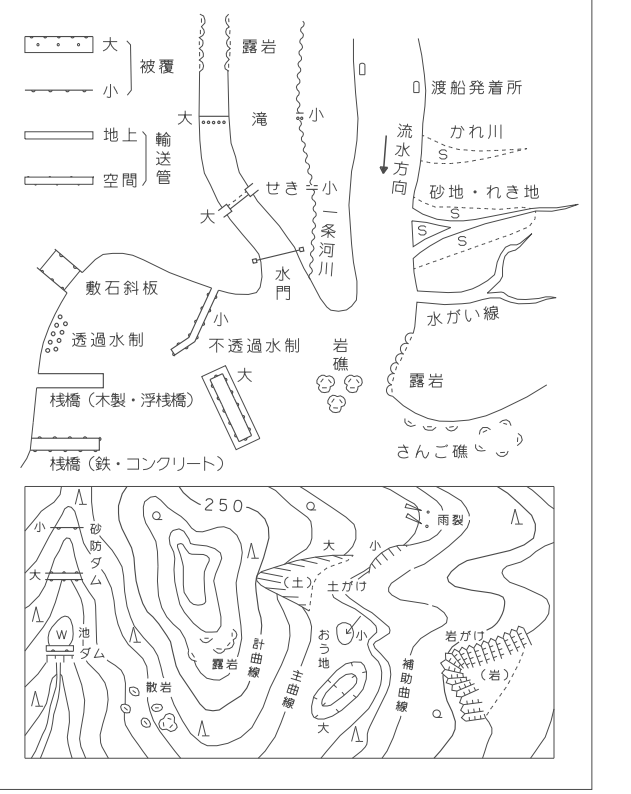 大
被覆
小
地上
輸送管
空間
露岩
大
滝
小
せき
小
大
一条河川
水門
渡船発着所
流水方向
かれ川
S
砂地・れき地
S
S
S
水がい線
敷石斜板
透過水制
小
不透過水制
大
岩礁
露岩
さんご礁
桟橋（木製・浮桟橋）
桟橋（鉄・コンクリート）
250
小
砂防ダム
大
W
池
ダム
大
小
雨裂
（土）
土がけ
おう地
小
大
岩がけ
（岩）
露岩
散岩
計曲線
主曲線
補助曲線